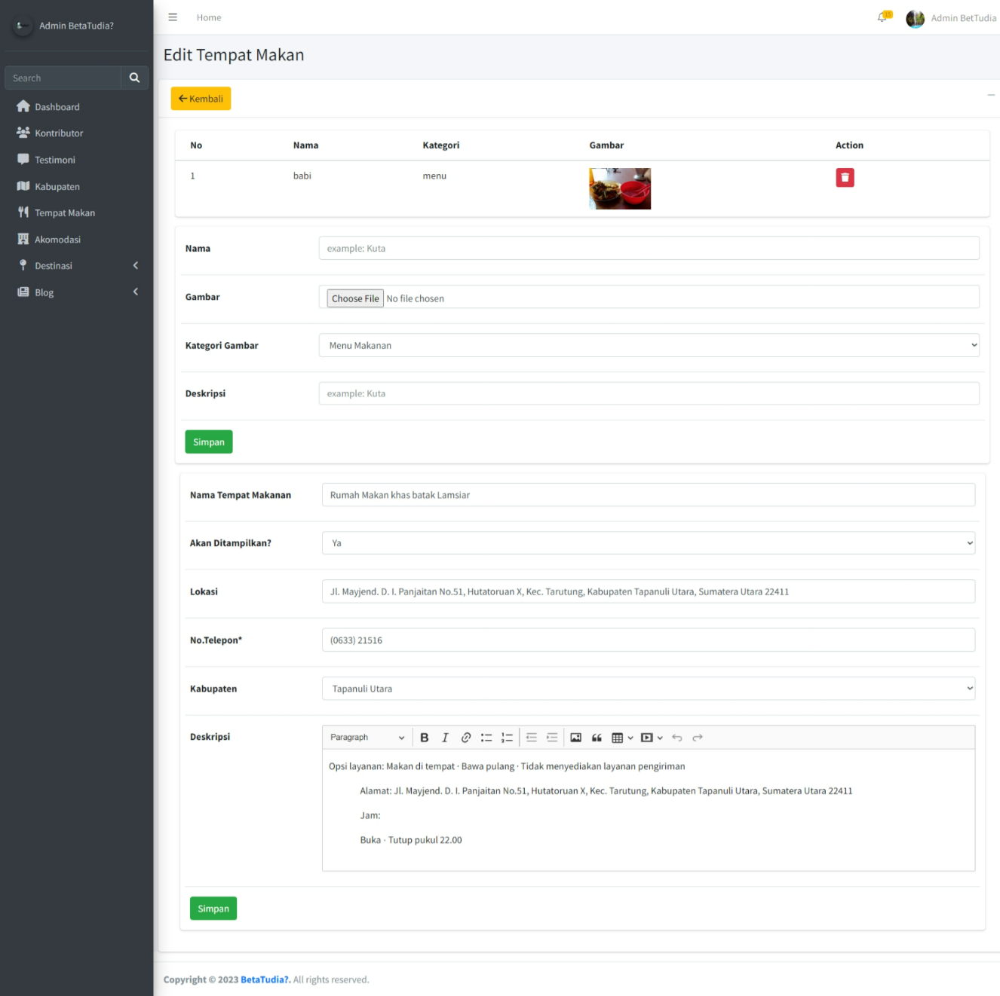 Admin BetaTudia?
Search
Dashboard
Kontributor
Testimoni
Kabupaten
Tempat Makan
Akomodasi
Destinasi
Blog
Home
15
Admin BetTudia
Edit Tempat Makan
Kembali
No Nama Kategori Gambar Action
1 babi menu
Nama example: Kuta
Gambar Choose File No file chosen
Kategori Gambar Menu Makanan
Deskripsi example: Kuta
Simpan
Nama Tempat Makanan Rumah Makan khas batak Lamsiar
Akan Ditampilkan? Ya
Lokasi Jl. Mayjend. D. I. Panjaitan No.51, Hutatoruan X, Kec. Tarutung, Kabupaten Tapanuli Utara, Sumatera Utara 22411
No.Telepon* (0633) 21516
Kabupaten Tapanuli Utara
Deskripsi Paragraph
Opsi layanan: Makan di tempat · Bawa pulang · Tidak menyediakan layanan pengiriman
Alamat: Jl. Mayjend. D. I. Panjaitan No.51, Hutatoruan X, Kec. Tarutung, Kabupaten Tapanuli Utara, Sumatera Utara 22411
Jam:
Buka · Tutup pukul 22.00
Simpan
Copyright © 2023 BetaTudia?. All rights reserved.